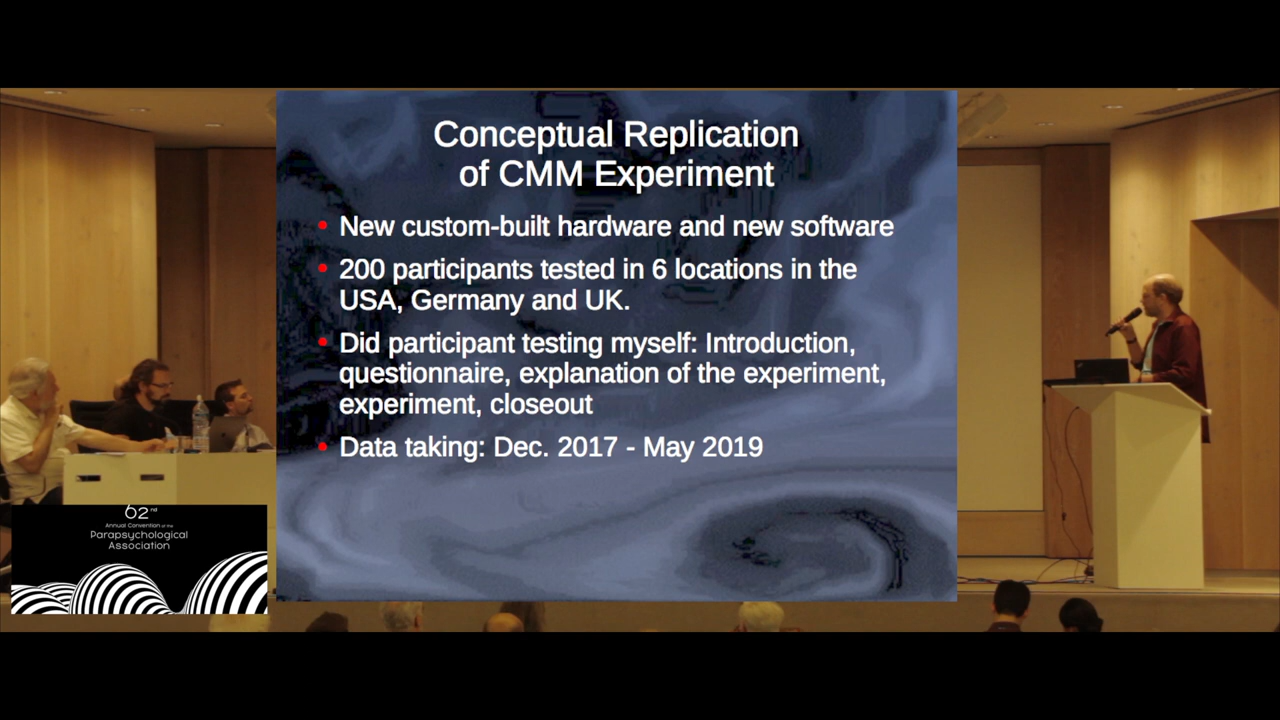 Conceptual Replication
of CMM Experiment
New custom-built hardware and new software
200 participants tested in 6 locations in the
USA, Germany and UK.
Did participant testing myself: Introduction,
questionnaire, explanation of the experiment,
experiment, closeout
Data taking: Dec. 2017 - May 2019
62nd
Annual Convention of the
Parapsychological
Association